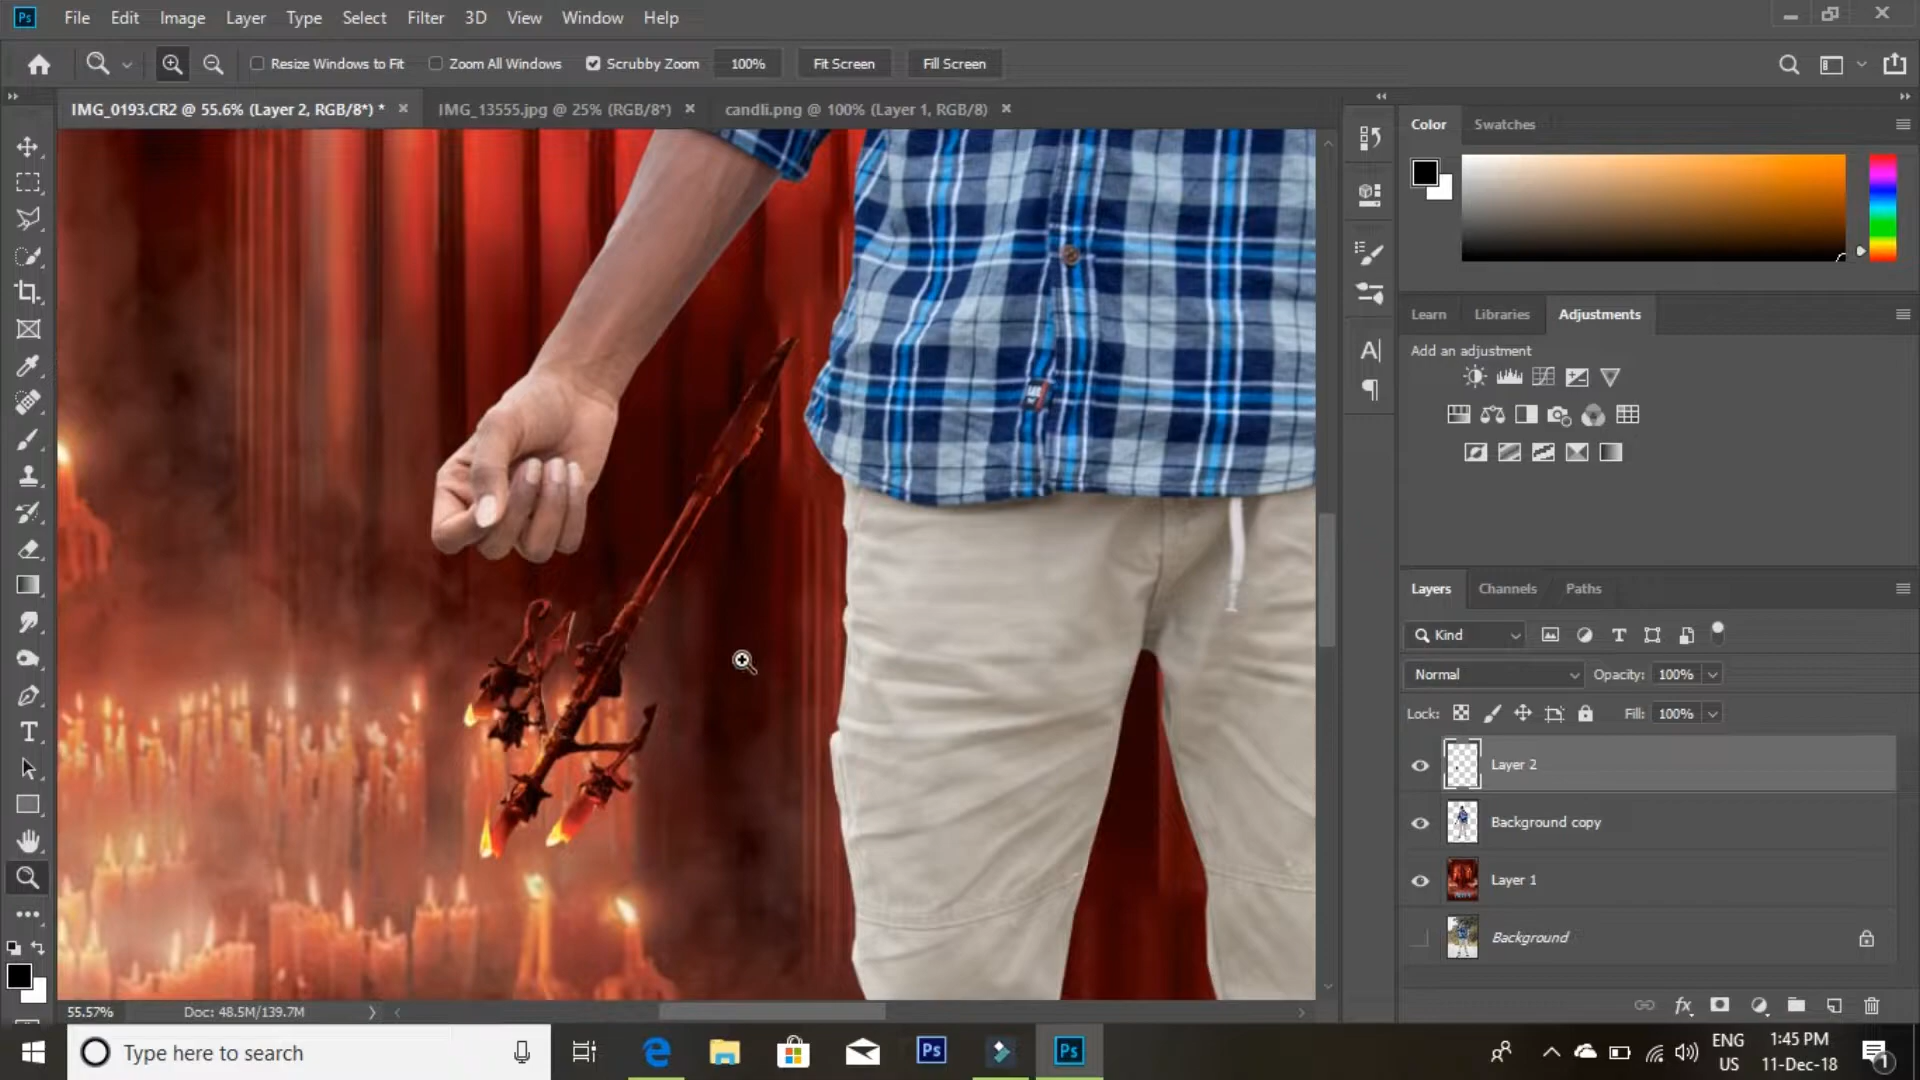 Ps File Edit Image Layer Type Select Filter 3D View Window Help
Resize Windows to Fit Zoom All Windows Scrubby Zoom 100% Fit Screen Fill Screen
IMG_0193.CR2 @ 55.6% (Layer 2, RGB/8*) * IMG_13555.jpg @ 25% (RGB/8*) candli.png @ 100% (Layer 1, RGB/8)
Color Swatches
Learn Libraries Adjustments
Add an adjustment
Layers Channels Paths
Kind
Normal Opacity: 100%
Lock: Fill: 100%
Layer 2
Background copy
Layer 1
Background
55.57% Doc: 48.5M/139.7M
Type here to search
Ps
Ps
ENG
US
1:45 PM
11-Dec-18
1